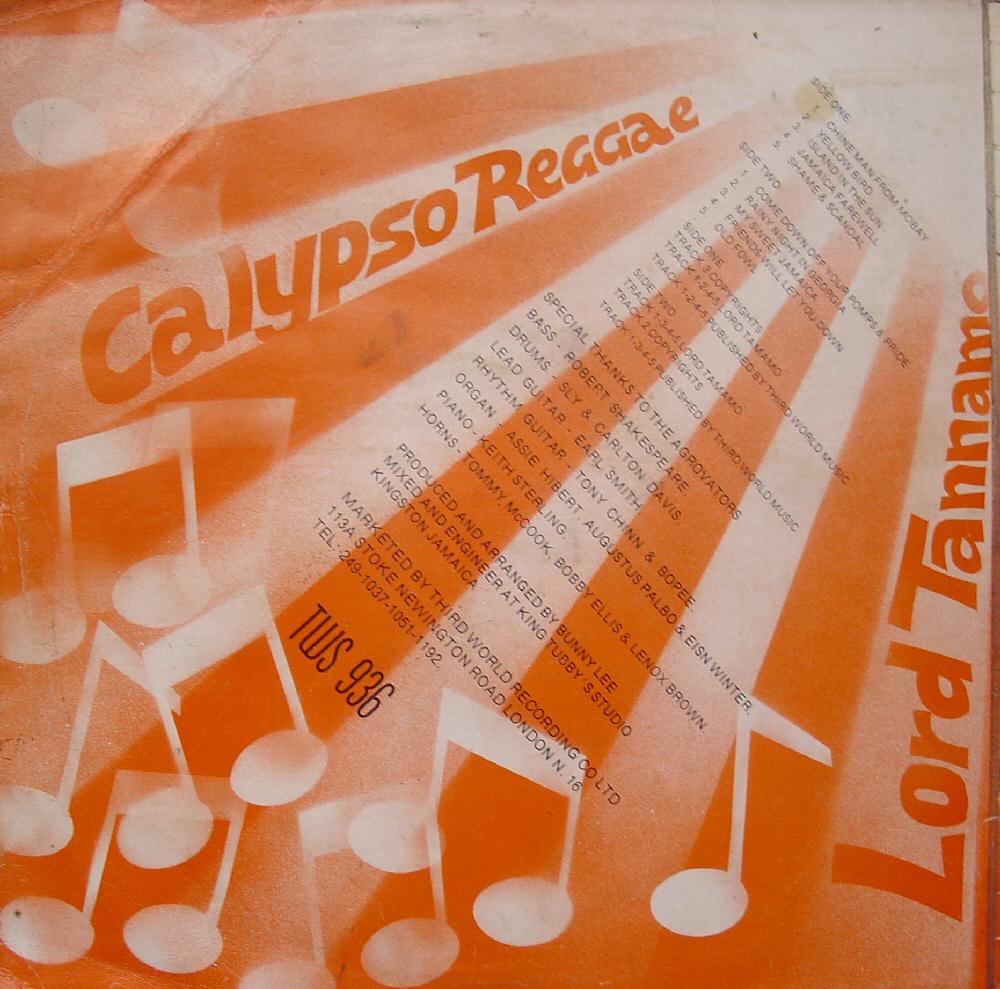 Calypso Reggae
Lord Tannamo
SIDE ONE
1. CHINE MAN FROM MOBAY
2. YELLOW BIRD
3. ISLAND IN THE SUN
4. JAMAICA FAREWELL
5. SHAME & SCANDAL
SIDE TWO
1. COME DOWN OFF YOUR POMPS & PRIDE
2. RAINY NIGHT IN GEORGIA
3. MY SWEET JAMAICA
4. FRIENDS WILL LET YOU DOWN
5. OLD FOWL
SIDE ONE
TRACK 3 COPYRIGHTS
TRACK 1-2-4-5 LORD TAMAMO
TRACK 1-2-4-5 PUBLISHED BY THIRD WORLD MUSIC
SIDE TWO
TRACK 1-3-4-5 LORD TAMAMO
TRACK 2 COPYRIGHTS
TRACK 1-3-4-5 PUBLISHED BY THIRD WORLD MUSIC
SPECIAL THANKS TO THE AGROVATORS
BASS - ROBERT SHAKESPEARE
DRUMS - SLY & CARLTON DAVIS.
LEAD GUITAR - EARL SMITH
RHYTHM GUITAR - TONY CHINN & BOPEE
ORGAN - ASSIE HIBERT, AUGUSTUS PALBO & EISN WINTER.
PIANO - KEITH STERLING.
HORNS - TOMMY McCOOK, BOBBY ELLIS & LENOX BROWN.
PRODUCED AND ARRANGED BY BUNNY LEE
MIXED AND ENGINEER AT KING TUBBY'S STUDIO
KINGSTON JAMAICA
MARKETED BY THIRD WORLD RECORDING CO LTD
113A STOKE NEWINGTON ROAD LONDON N. 16
TEL: 249-1037-1051-1192
TWS 936